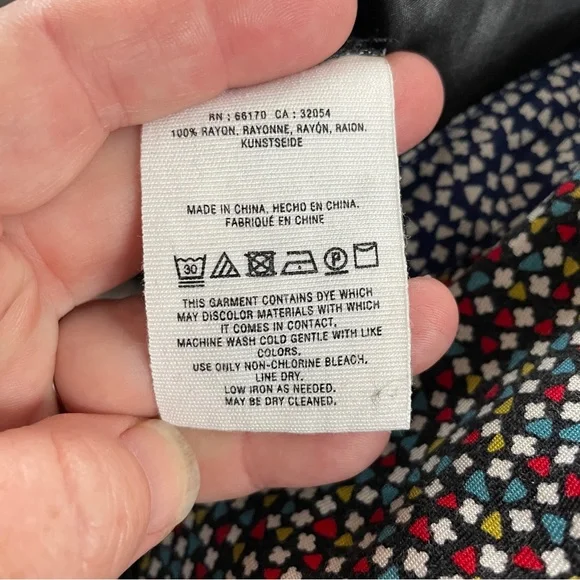 RN : 66170 CA : 32054
100% RAYON, RAYONNE, RAYÓN, RAION,
KUNSTSEIDE
MADE IN CHINA, HECHO EN CHINA.
FABRIQUÉ EN CHINE
30 P
THIS GARMENT CONTAINS DYE WHICH
MAY DISCOLOR MATERIALS WITH WHICH
IT COMES IN CONTACT.
MACHINE WASH COLD GENTLE WITH LIKE
COLORS.
USE ONLY NON-CHLORINE BLEACH.
LINE DRY.
LOW IRON AS NEEDED.
MAY BE DRY CLEANED.